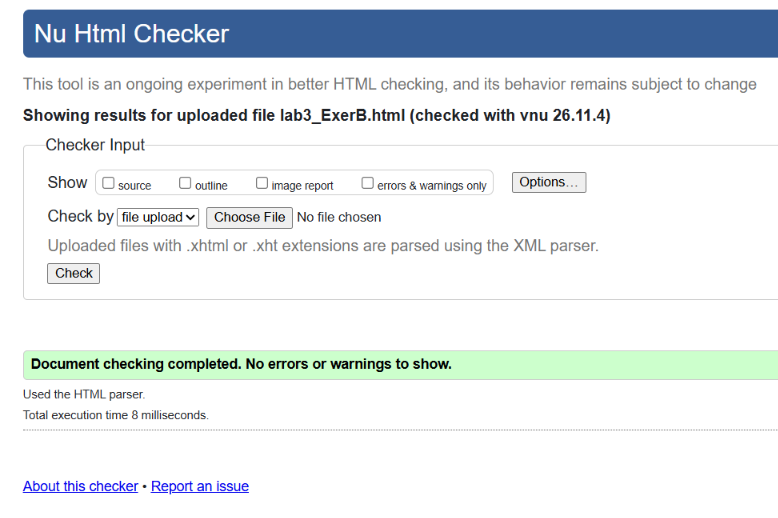 Nu Html Checker
This tool is an ongoing experiment in better HTML checking, and its behavior remains subject to change
Showing results for uploaded file lab3_ExerB.html (checked with vnu 26.11.4)
Checker Input
Show source outline image report errors & warnings only Options...
Check by file upload Choose File No file chosen
Uploaded files with .xhtml or .xht extensions are parsed using the XML parser.
Check
Document checking completed. No errors or warnings to show.
Used the HTML parser.
Total execution time 8 milliseconds.
About this checker • Report an issue